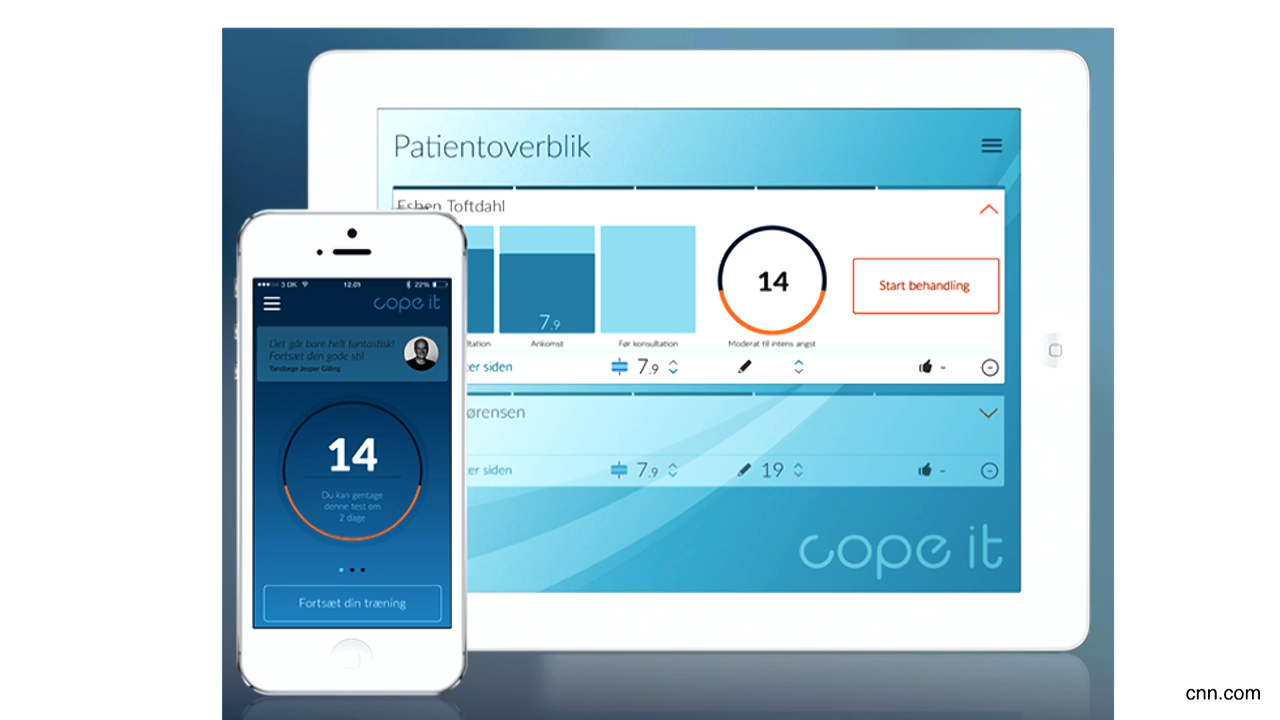 Patientoverblik
Esben Toftdahl
7.9
14
Start behandling
Ankomst
Før konsultation
Moderat til intens angst
siden
7.9
-
siden
7.9
19
-
cope it
3 DK
12.01
22%
cope it
Det går bare helt fantastisk!
Fortsæt den gode stil
Tandlæge Jesper Gilling
14
Du kan gentage
denne test om
2 dage
Fortsæt din træning
cnn.com